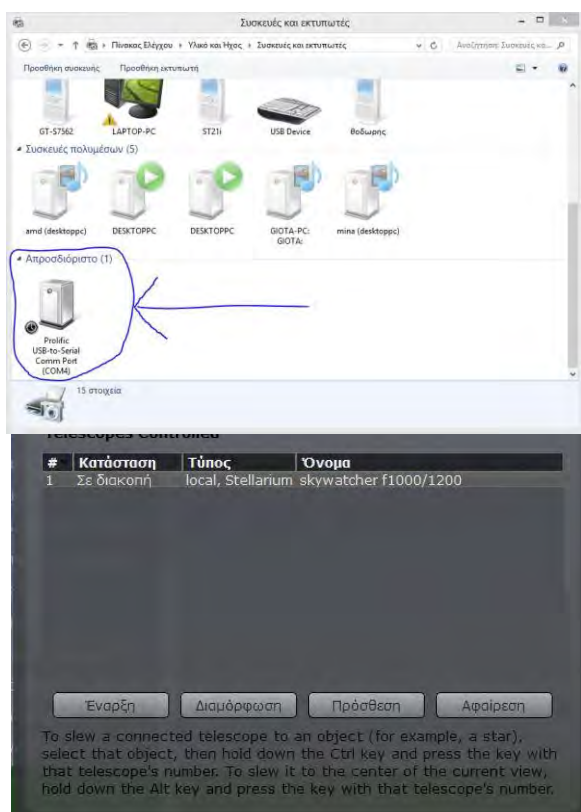 Συσκευές και εκτυπωτές
Πίνακας Ελέγχου ▸ Υλικό και Ήχος ▸ Συσκευές και εκτυπωτές
Αναζήτηση: Συσκευές κα...
Προσθήκη συσκευής Προσθήκη εκτυπωτή
GT-S7562 LAPTOP-PC ST21i USB Device θοδωρης
Συσκευές πολυμέσων (5)
amd (desktoppc) DESKTOPPC DESKTOPPC GIOTA-PC: GIOTA: mina (desktoppc)
Απροσδιόριστο (1)
Prolific
USB-to-Serial
Comm Port
(COM4)
15 στοιχεία
Telescopes Controlled
# Κατάσταση Τύπος Όνομα
1 Σε διακοπή local, Stellarium skywatcher f1000/1200
Έναρξη Διαμόρφωση Πρόσθεση Αφαίρεση
To slew a connected telescope to an object (for example, a star),
select that object, then hold down the Ctrl key and press the key with
that telescope's number. To slew it to the center of the current view,
hold down the Alt key and press the key with that telescope's number.